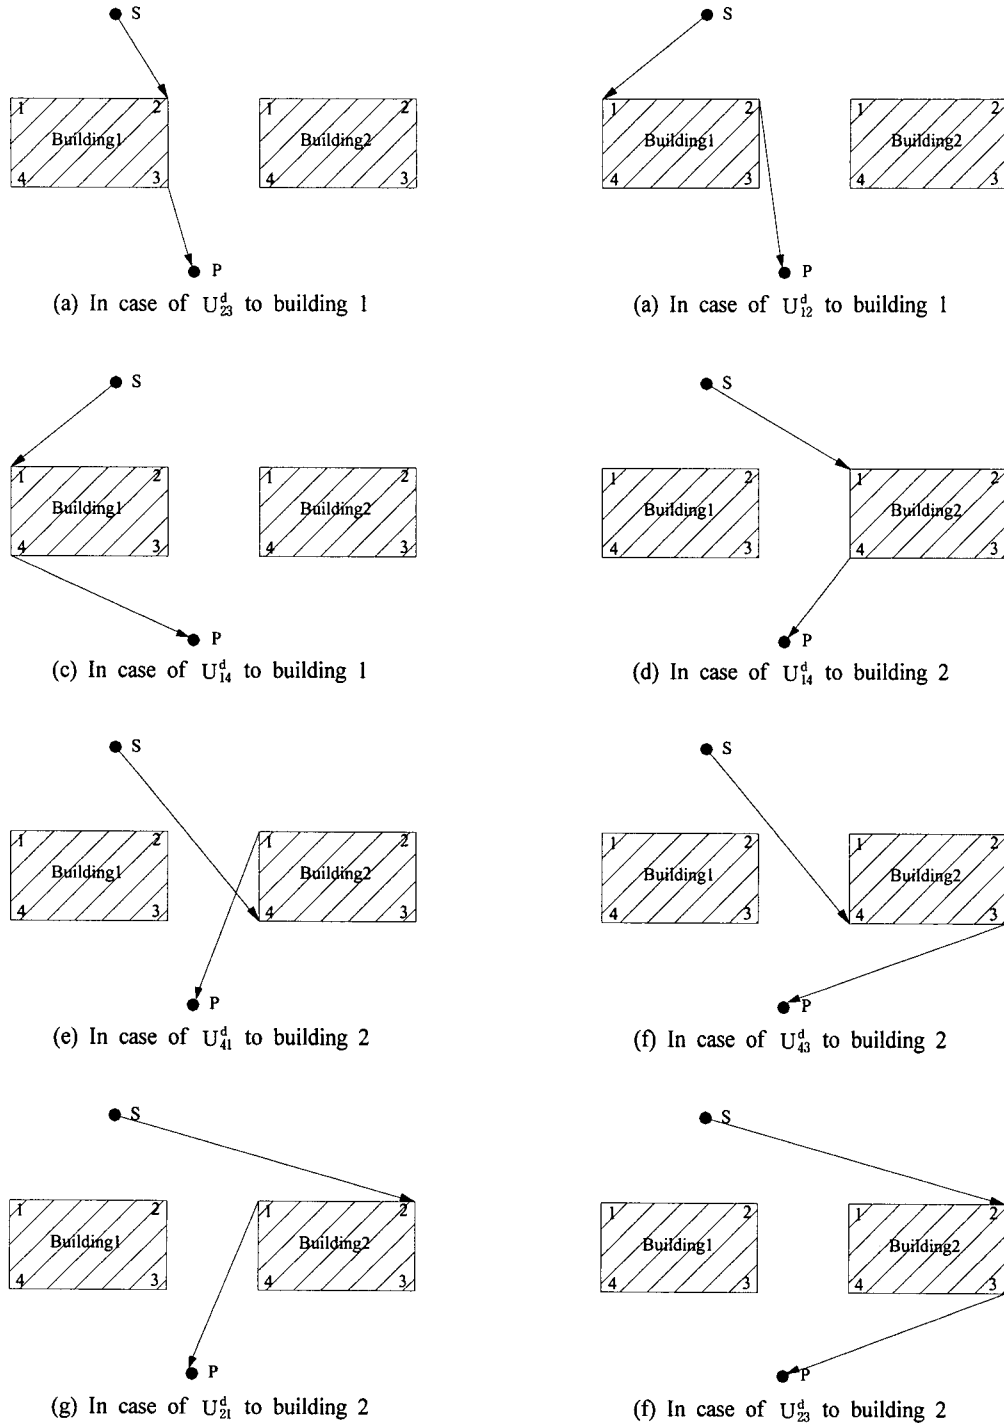 S
S
1 2
Building1
4 3
1 2
Building2
4 3
1 2
Building1
4 3
1 2
Building2
4 3
P
P
(a) In case of U^d_23 to building 1
(a) In case of U^d_12 to building 1
S
S
1 2
Building1
4 3
1 2
Building2
4 3
1 2
Building1
4 3
1 2
Building2
4 3
P
P
(c) In case of U^d_14 to building 1
(d) In case of U^d_14 to building 2
S
S
1 2
Building1
4 3
1 2
Building2
4 3
1 2
Building1
4 3
1 2
Building2
4 3
P
P
(e) In case of U^d_41 to building 2
(f) In case of U^d_43 to building 2
S
S
1 2
Building1
4 3
1 2
Building2
4 3
1 2
Building1
4 3
1 2
Building2
4 3
P
P
(g) In case of U^d_21 to building 2
(f) In case of U^d_23 to building 2